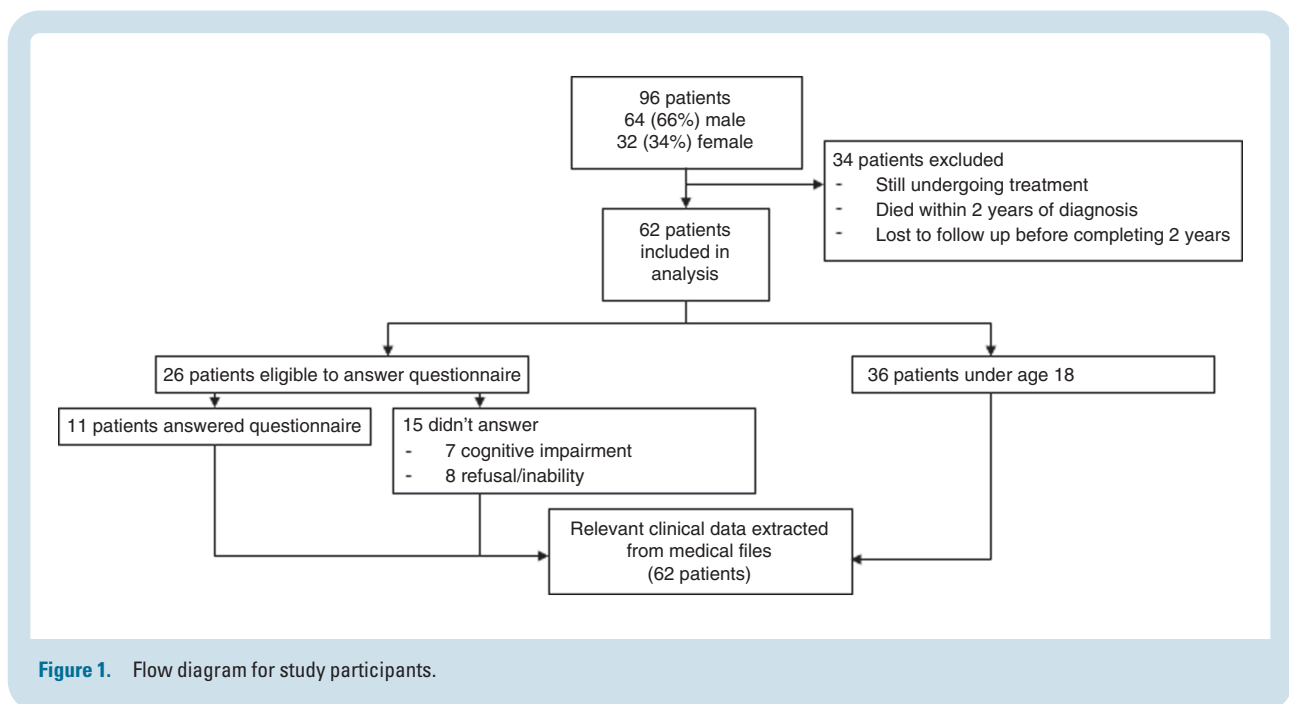 96 patients
64 (66%) male
32 (34%) female
34 patients excluded
- Still undergoing treatment
- Died within 2 years of diagnosis
- Lost to follow up before completing 2 years
62 patients
included in
analysis
26 patients eligible to answer questionnaire
36 patients under age 18
11 patients answered questionnaire
15 didn't answer
- 7 cognitive impairment
- 8 refusal/inability
Relevant clinical data extracted
from medical files
(62 patients)
Figure 1. Flow diagram for study participants.